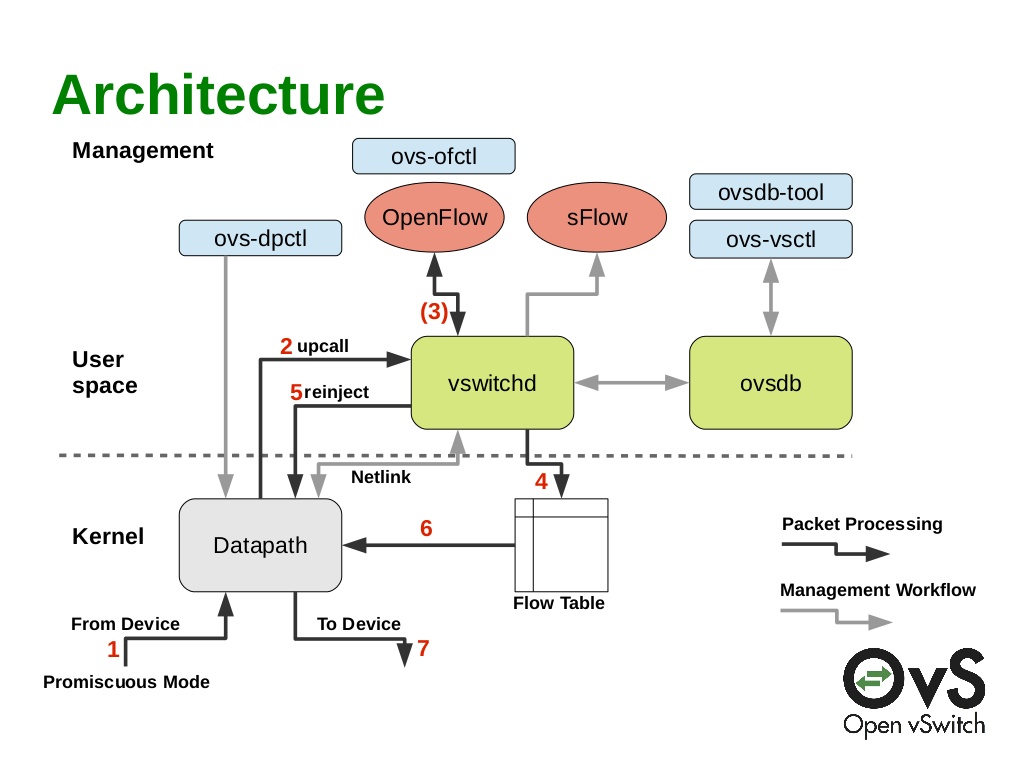 Architecture
Management
ovs-ofctl
OpenFlow
sFlow
ovsdb-tool
ovs-vsctl
ovs-dpctl
(3)
2 upcall
User
space
vswitchd
ovsdb
5 reinject
Netlink
4
Kernel
Datapath
6
Flow Table
Packet Processing
Management Workflow
From Device
1
Promiscuous Mode
To Device
7
OvS
Open vSwitch